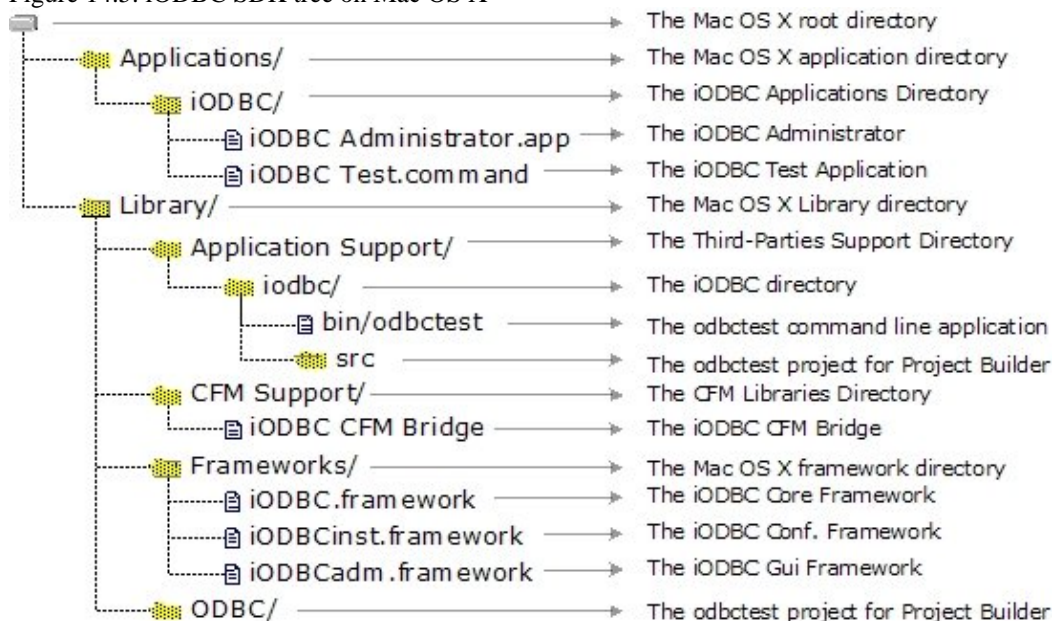 Figure 14.3. iODBC SDK tree on Mac OS X
The Mac OS X root directory
Applications/ The Mac OS X application directory
iODBC/ The iODBC Applications Directory
iODBC Administrator.app The iODBC Administrator
iODBC Test.command The iODBC Test Application
Library/ The Mac OS X Library directory
Application Support/ The Third-Parties Support Directory
iodbc/ The iODBC directory
bin/odbctest The odbctest command line application
src The odbctest project for Project Builder
CFM Support/ The CFM Libraries Directory
iODBC CFM Bridge The iODBC CFM Bridge
Frameworks/ The Mac OS X framework directory
iODBC.framework The iODBC Core Framework
iODBCinst.framework The iODBC Conf. Framework
iODBCadm.framework The iODBC Gui Framework
ODBC/ The odbctest project for Project Builder